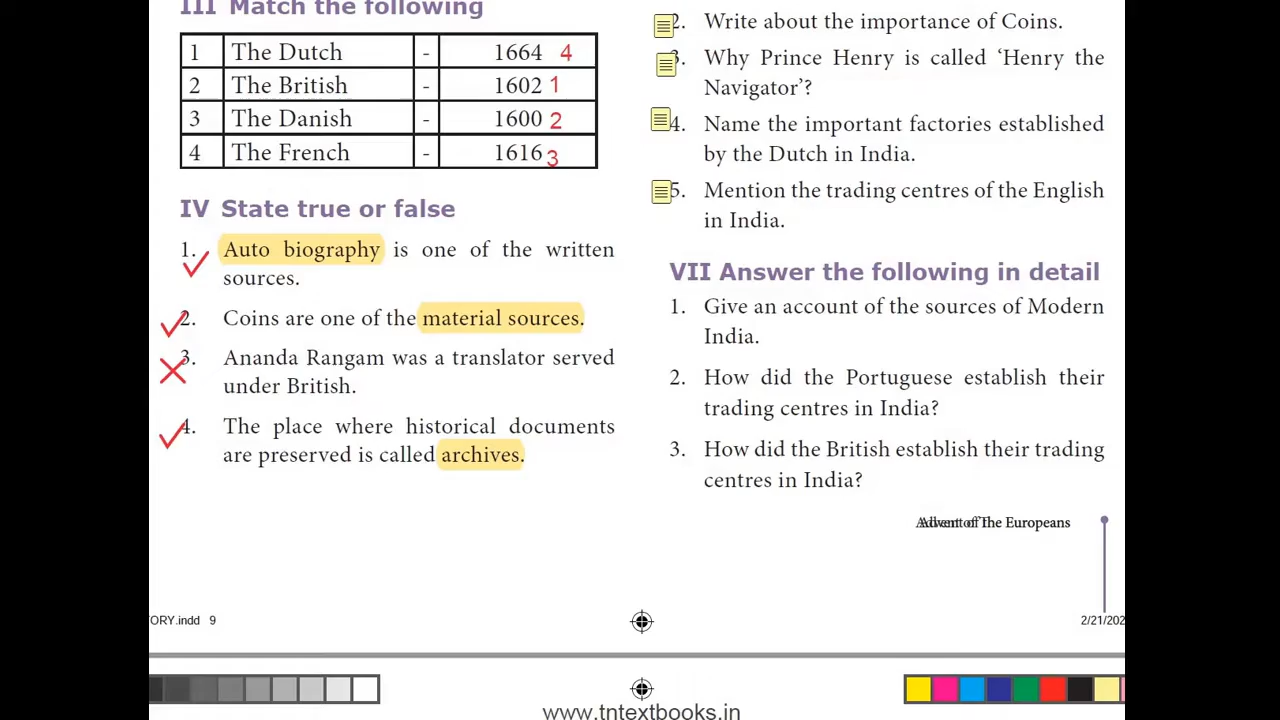 III Match the following
1 The Dutch - 1664 4
2 The British - 1602 1
3 The Danish - 1600 2
4 The French - 1616 3
IV State true or false
1. Auto biography is one of the written
sources.
2. Coins are one of the material sources.
3. Ananda Rangam was a translator served
under British.
4. The place where historical documents
are preserved is called archives.
2. Write about the importance of Coins.
3. Why Prince Henry is called ‘Henry the
Navigator’?
4. Name the important factories established
by the Dutch in India.
5. Mention the trading centres of the English
in India.
VII Answer the following in detail
1. Give an account of the sources of Modern
India.
2. How did the Portuguese establish their
trading centres in India?
3. How did the British establish their trading
centres in India?
Advent of The Europeans
ORY.indd 9
2/21/202
www.tntextbooks.in